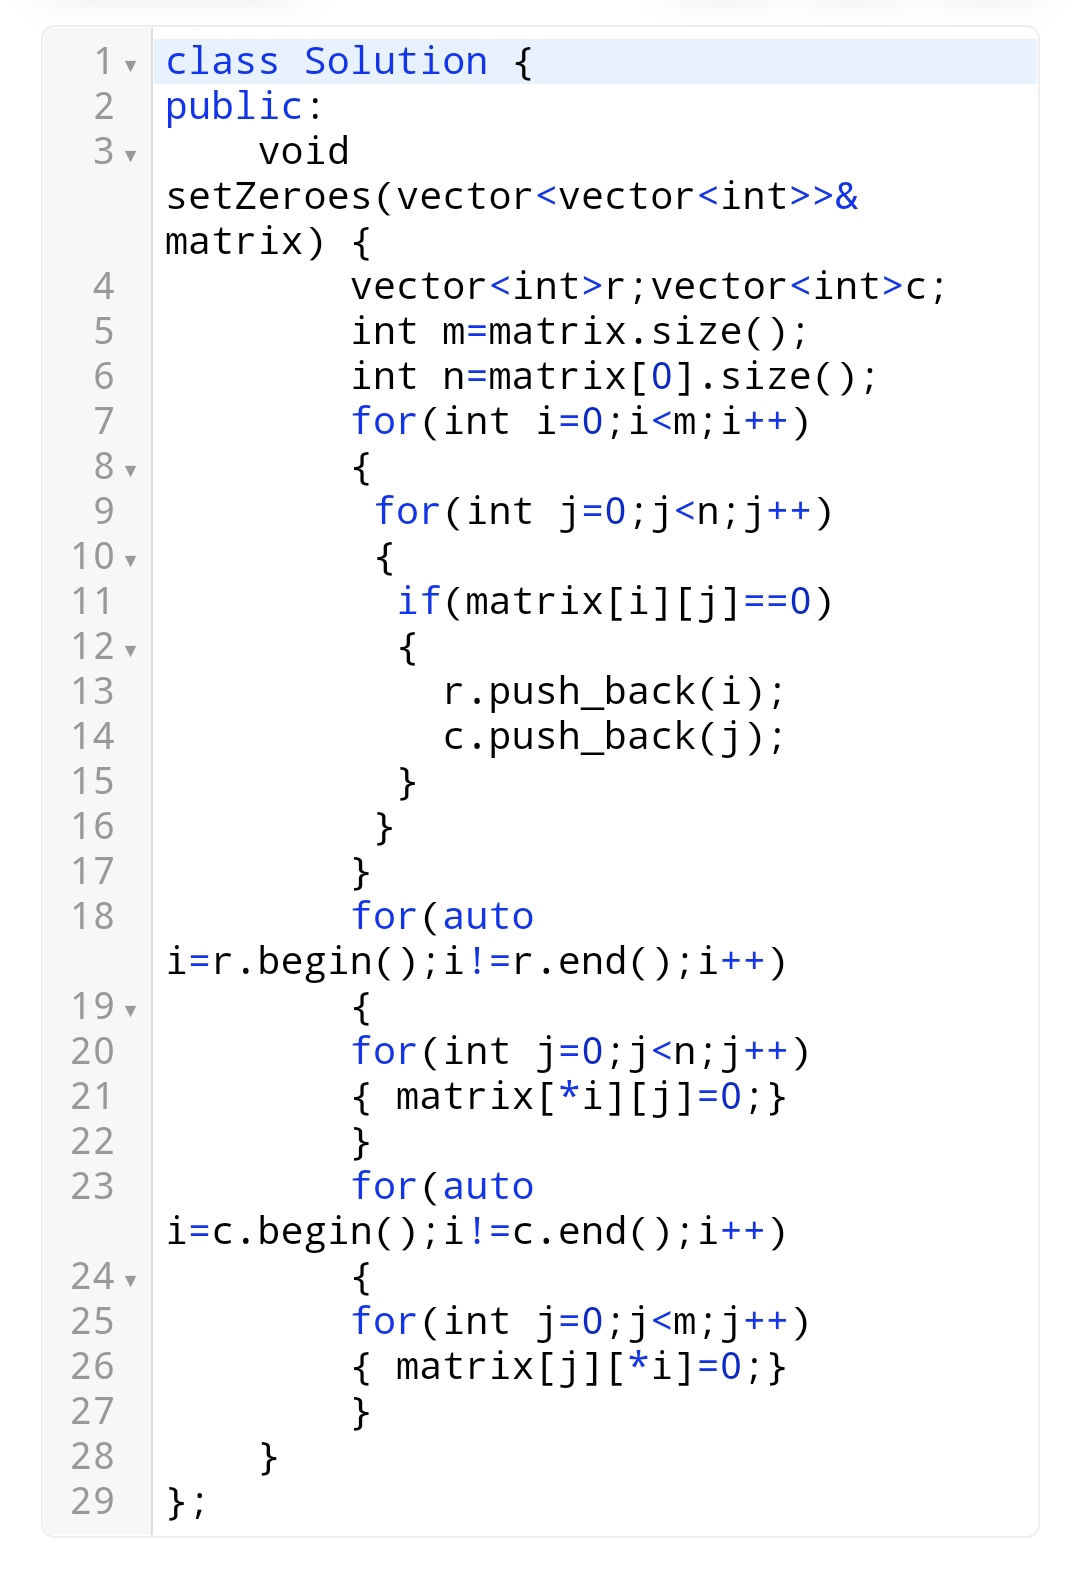 1 class Solution {
2 public:
3     void
setZeroes(vector<vector<int>>&
matrix) {
4         vector<int>r;vector<int>c;
5         int m=matrix.size();
6         int n=matrix[0].size();
7         for(int i=0;i<m;i++)
8         {
9          for(int j=0;j<n;j++)
10          {
11           if(matrix[i][j]==0)
12           {
13             r.push_back(i);
14             c.push_back(j);
15           }
16          }
17         }
18         for(auto
i=r.begin();i!=r.end();i++)
19         {
20         for(int j=0;j<n;j++)
21         { matrix[*i][j]=0;}
22         }
23         for(auto
i=c.begin();i!=c.end();i++)
24         {
25         for(int j=0;j<m;j++)
26         { matrix[j][*i]=0;}
27         }
28     }
29 };